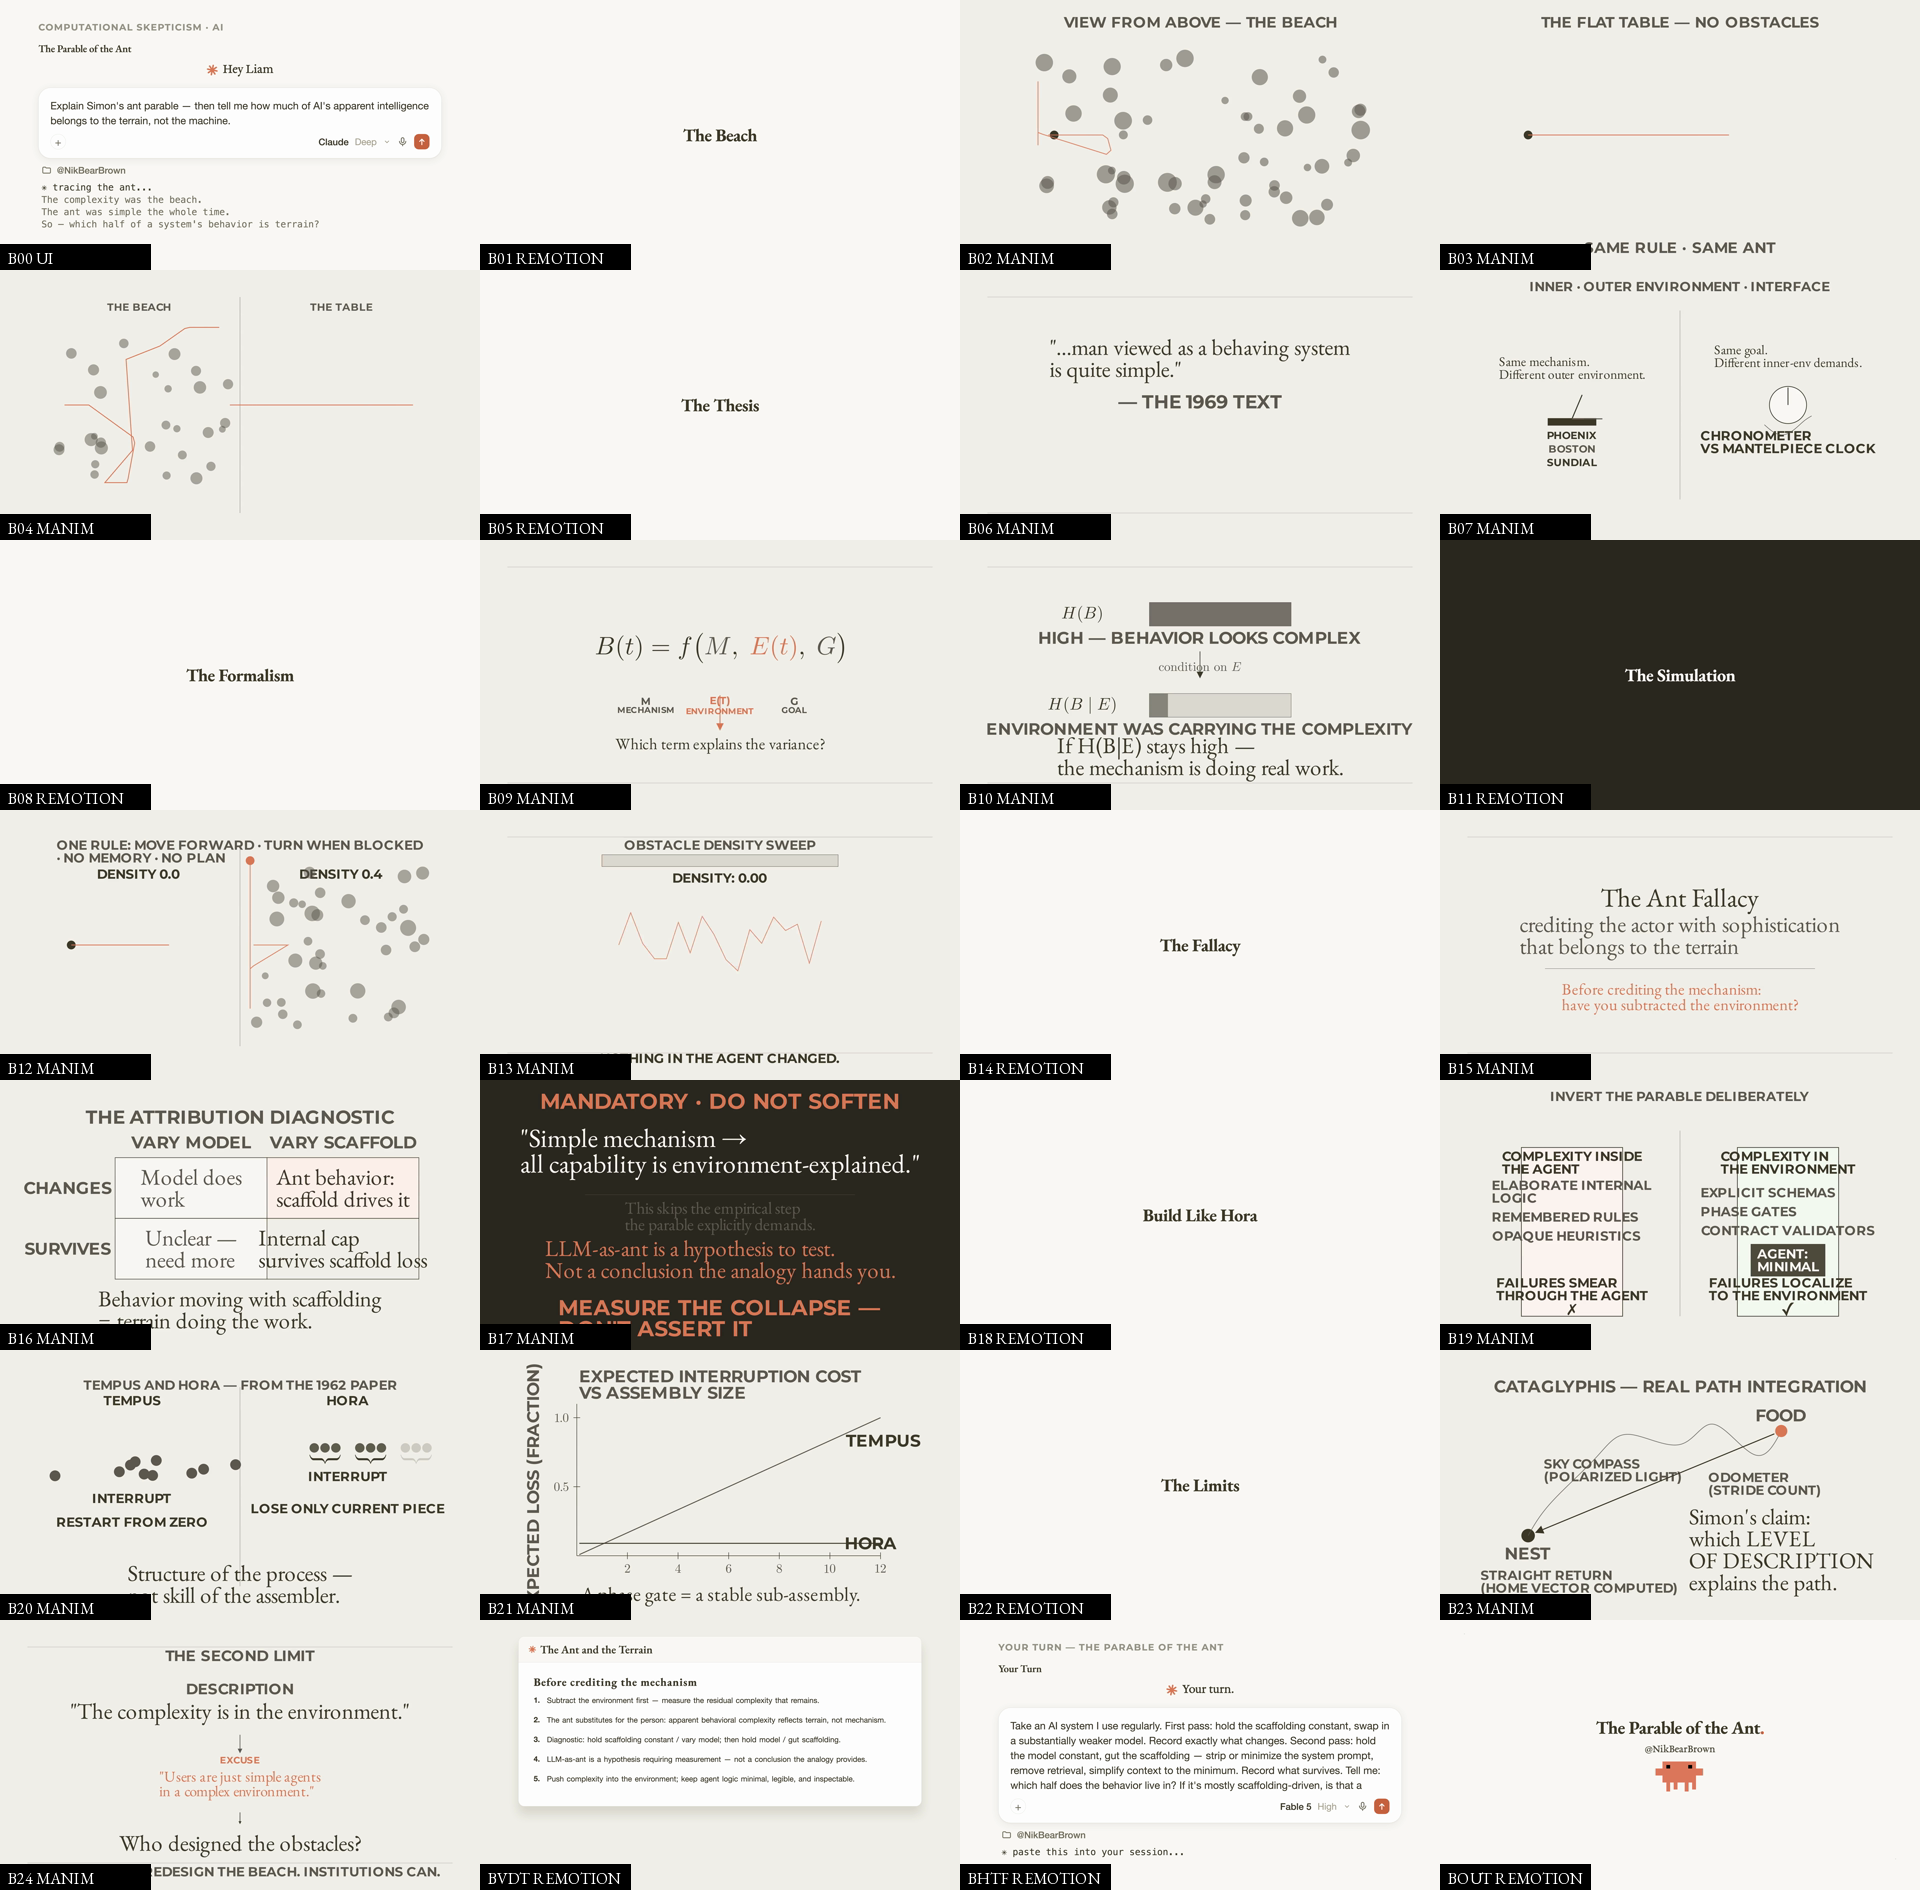 COMPUTATIONAL SKEPTICISM · AI
The Parable of the Ant
Hey Liam
Explain Simon's ant parable — then tell me how much of AI's apparent intelligence
belongs to the terrain, not the machine.
+
Claude Deep
@NikBearBrown
✳ tracing the ant...
The complexity was the beach.
The ant was simple the whole time.
So — which half of a system's behavior is terrain?
B00 UI
The Beach
B01 REMOTION
VIEW FROM ABOVE — THE BEACH
B02 MANIM
THE FLAT TABLE — NO OBSTACLES
SAME RULE · SAME ANT
B03 MANIM
THE BEACH
THE TABLE
B04 MANIM
The Thesis
B05 REMOTION
"...man viewed as a behaving system
is quite simple."
— THE 1969 TEXT
B06 MANIM
INNER · OUTER ENVIRONMENT · INTERFACE
Same mechanism.
Different outer environment.
PHOENIX
BOSTON
SUNDIAL
Same goal.
Different inner-env demands.
CHRONOMETER
VS MANTELPIECE CLOCK
B07 MANIM
The Formalism
B08 REMOTION
B(t) = f(M, E(t), G)
M
MECHANISM
E(T)
ENVIRONMENT
G
GOAL
Which term explains the variance?
B09 MANIM
H(B)
HIGH — BEHAVIOR LOOKS COMPLEX
condition on E
H(B | E)
ENVIRONMENT WAS CARRYING THE COMPLEXITY
If H(B|E) stays high —
the mechanism is doing real work.
B10 MANIM
The Simulation
B11 REMOTION
ONE RULE: MOVE FORWARD · TURN WHEN BLOCKED
· NO MEMORY · NO PLAN
DENSITY 0.0
DENSITY 0.4
B12 MANIM
OBSTACLE DENSITY SWEEP
DENSITY: 0.00
IN THE AGENT CHANGED.
B13 MANIM
The Fallacy
B14 REMOTION
The Ant Fallacy
crediting the actor with sophistication
that belongs to the terrain
Before crediting the mechanism:
have you subtracted the environment?
B15 MANIM
THE ATTRIBUTION DIAGNOSTIC
VARY MODEL
VARY SCAFFOLD
CHANGES
Model does
work
Ant behavior:
scaffold drives it
SURVIVES
Unclear —
need more
Internal cap
survives scaffold loss
Behavior moving with scaffolding
= terrain doing the work.
B16 MANIM
MANDATORY · DO NOT SOFTEN
"Simple mechanism →
all capability is environment-explained."
This skips the empirical step
the parable explicitly demands.
LLM-as-ant is a hypothesis to test.
Not a conclusion the analogy hands you.
MEASURE THE COLLAPSE —
DON'T ASSERT IT
B17 MANIM
Build Like Hora
B18 REMOTION
INVERT THE PARABLE DELIBERATELY
COMPLEXITY INSIDE
THE AGENT
ELABORATE INTERNAL
LOGIC
REMEMBERED RULES
OPAQUE HEURISTICS
FAILURES SMEAR
THROUGH THE AGENT
✗
COMPLEXITY IN
THE ENVIRONMENT
EXPLICIT SCHEMAS
PHASE GATES
CONTRACT VALIDATORS
AGENT:
MINIMAL
FAILURES LOCALIZE
TO THE ENVIRONMENT
✓
B19 MANIM
TEMPUS AND HORA — FROM THE 1962 PAPER
TEMPUS
HORA
INTERRUPT
RESTART FROM ZERO
INTERRUPT
LOSE ONLY CURRENT PIECE
Structure of the process —
not skill of the assembler.
B20 MANIM
EXPECTED INTERRUPTION COST
VS ASSEMBLY SIZE
EXPECTED LOSS (FRACTION)
1.0
0.5
TEMPUS
HORA
2 4 6 8 10 12
A phase gate = a stable sub-assembly.
B21 MANIM
The Limits
B22 REMOTION
CATAGLYPHIS — REAL PATH INTEGRATION
FOOD
SKY COMPASS
(POLARIZED LIGHT)
ODOMETER
(STRIDE COUNT)
NEST
STRAIGHT RETURN
(HOME VECTOR COMPUTED)
Simon's claim:
which LEVEL
OF DESCRIPTION
explains the path.
B23 MANIM
THE SECOND LIMIT
DESCRIPTION
"The complexity is in the environment."
EXCUSE
"Users are just simple agents
in a complex environment."
Who designed the obstacles?
REDESIGN THE BEACH. INSTITUTIONS CAN.
B24 MANIM
The Ant and the Terrain
Before crediting the mechanism
1. Subtract the environment first — measure the residual complexity that remains.
2. The ant substitutes for the person: apparent behavioral complexity reflects terrain, not mechanism.
3. Diagnostic: hold scaffolding constant / vary model; then hold model / gut scaffolding.
4. LLM-as-ant is a hypothesis requiring measurement — not a conclusion the analogy provides.
5. Push complexity into the environment; keep agent logic minimal, legible, and inspectable.
BVDT REMOTION
YOUR TURN — THE PARABLE OF THE ANT
Your Turn
Your turn.
Take an AI system I use regularly. First pass: hold the scaffolding constant, swap in
a substantially weaker model. Record exactly what changes. Second pass: hold
the model constant, gut the scaffolding — strip or minimize the system prompt,
remove retrieval, simplify context to the minimum. Record what survives. Tell me:
which half does the behavior live in? If it's mostly scaffolding-driven, is that a
+
Fable 5 High
@NikBearBrown
✳ paste this into your session...
BHTF REMOTION
The Parable of the Ant.
@NikBearBrown
BOUT REMOTION